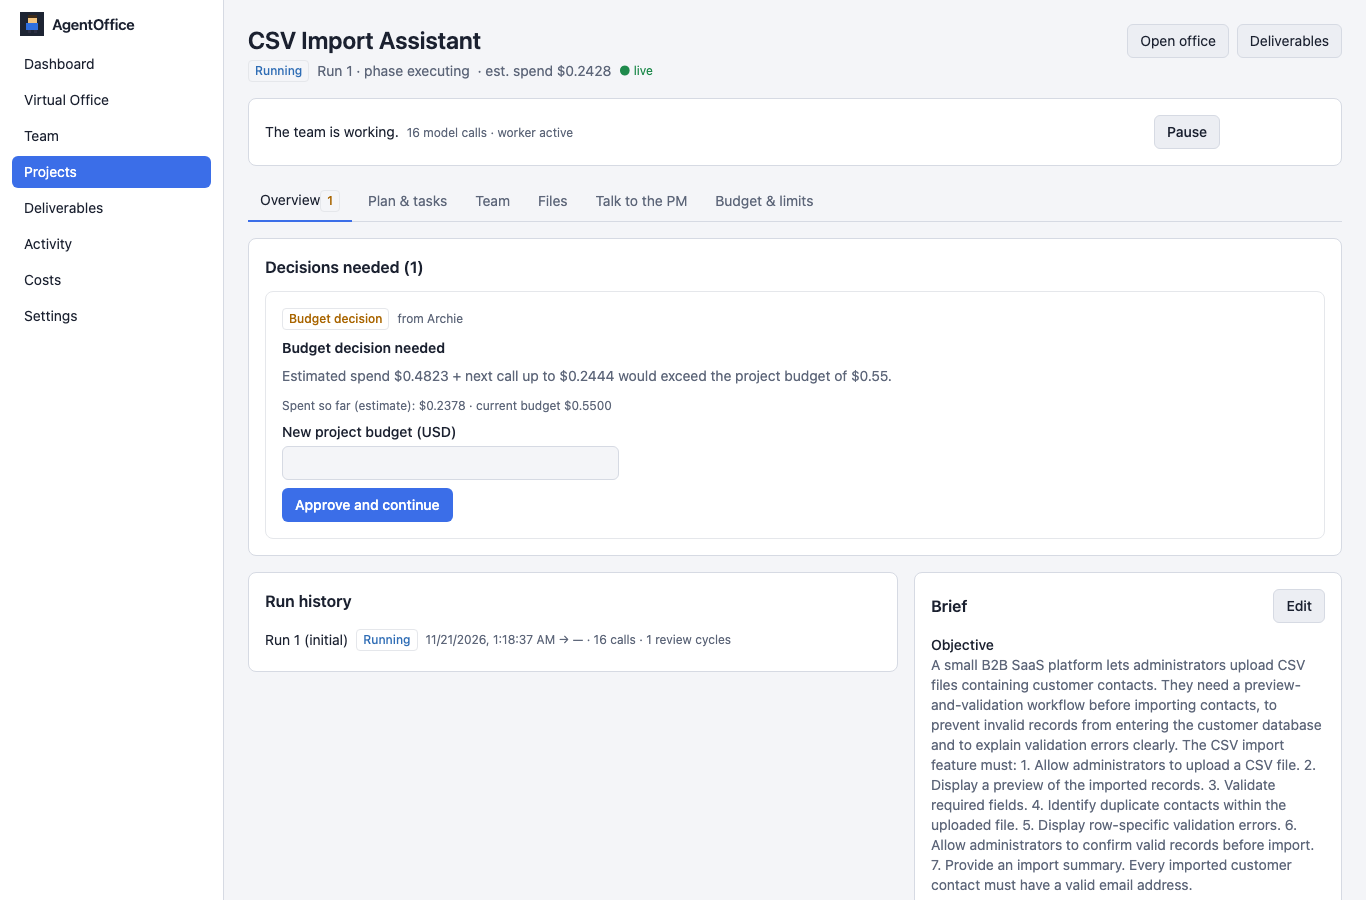 AgentOffice
Dashboard
Virtual Office
Team
Projects
Deliverables
Activity
Costs
Settings
CSV Import Assistant
Open office
Deliverables
Running Run 1 · phase executing · est. spend $0.2428 live
The team is working. 16 model calls · worker active
Pause
Overview 1 Plan & tasks Team Files Talk to the PM Budget & limits
Decisions needed (1)
Budget decision from Archie
Budget decision needed
Estimated spend $0.4823 + next call up to $0.2444 would exceed the project budget of $0.55.
Spent so far (estimate): $0.2378 · current budget $0.5500
New project budget (USD)
Approve and continue
Run history
Run 1 (initial) Running 11/21/2026, 1:18:37 AM → — · 16 calls · 1 review cycles
Brief
Edit
Objective
A small B2B SaaS platform lets administrators upload CSV
files containing customer contacts. They need a preview-
and-validation workflow before importing contacts, to
prevent invalid records from entering the customer database
and to explain validation errors clearly. The CSV import
feature must: 1. Allow administrators to upload a CSV file. 2.
Display a preview of the imported records. 3. Validate
required fields. 4. Identify duplicate contacts within the
uploaded file. 5. Display row-specific validation errors. 6.
Allow administrators to confirm valid records before import.
7. Provide an import summary. Every imported customer
contact must have a valid email address.